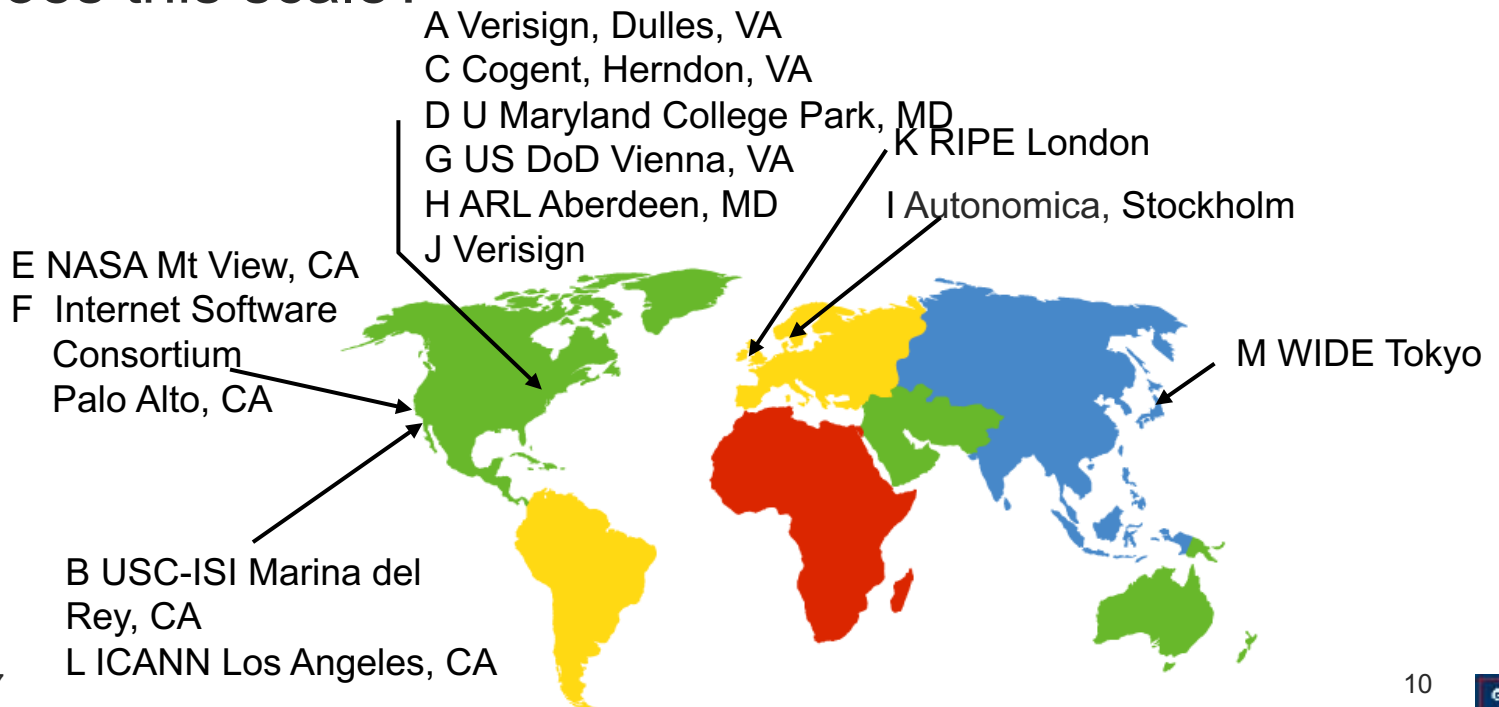 A Verisign, Dulles, VA
C Cogent, Herndon, VA
D U Maryland College Park, MD
G US DoD Vienna, VA
H ARL Aberdeen, MD
J Verisign
K RIPE London
I Autonomica, Stockholm
E NASA Mt View, CA
F Internet Software
Consortium
Palo Alto, CA
M WIDE Tokyo
B USC-ISI Marina del
Rey, CA
L ICANN Los Angeles, CA
10